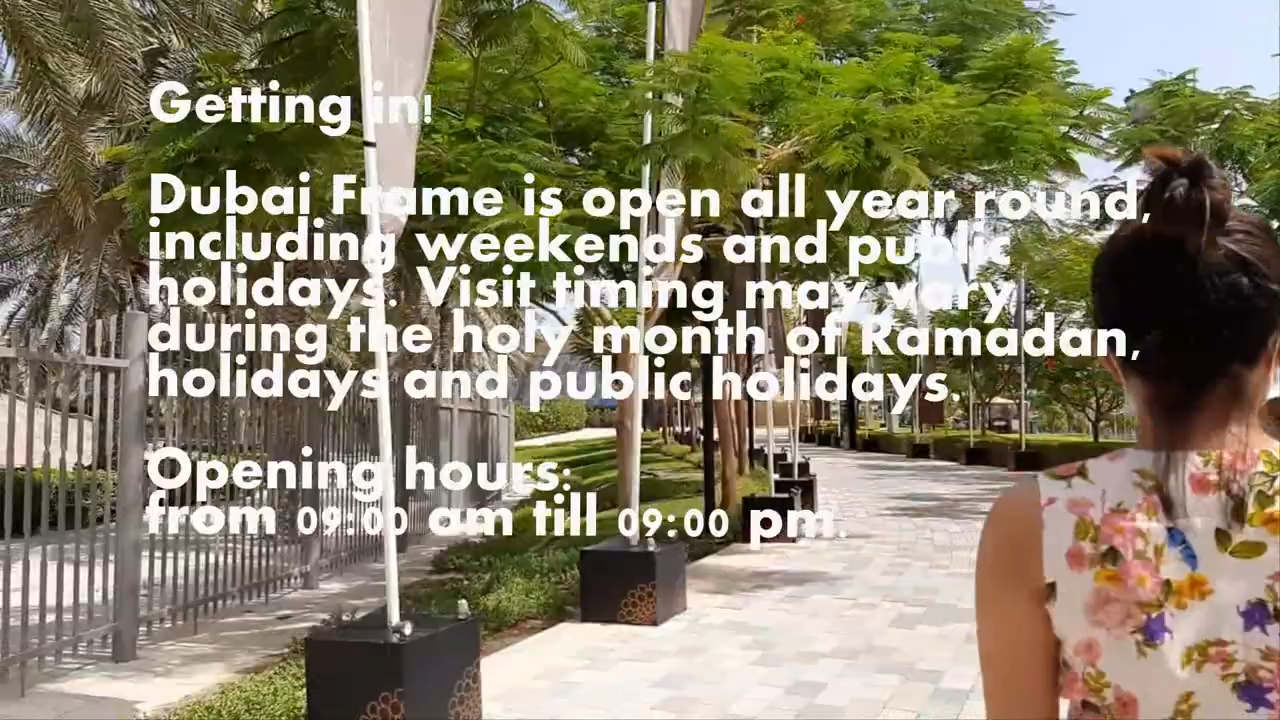 Getting in!
Dubai Frame is open all year round,
including weekends and public
holidays. Visit timing may vary
during the holy month of Ramadan,
holidays and public holidays.
Opening hours:
from 09:00 am till 09:00 pm.